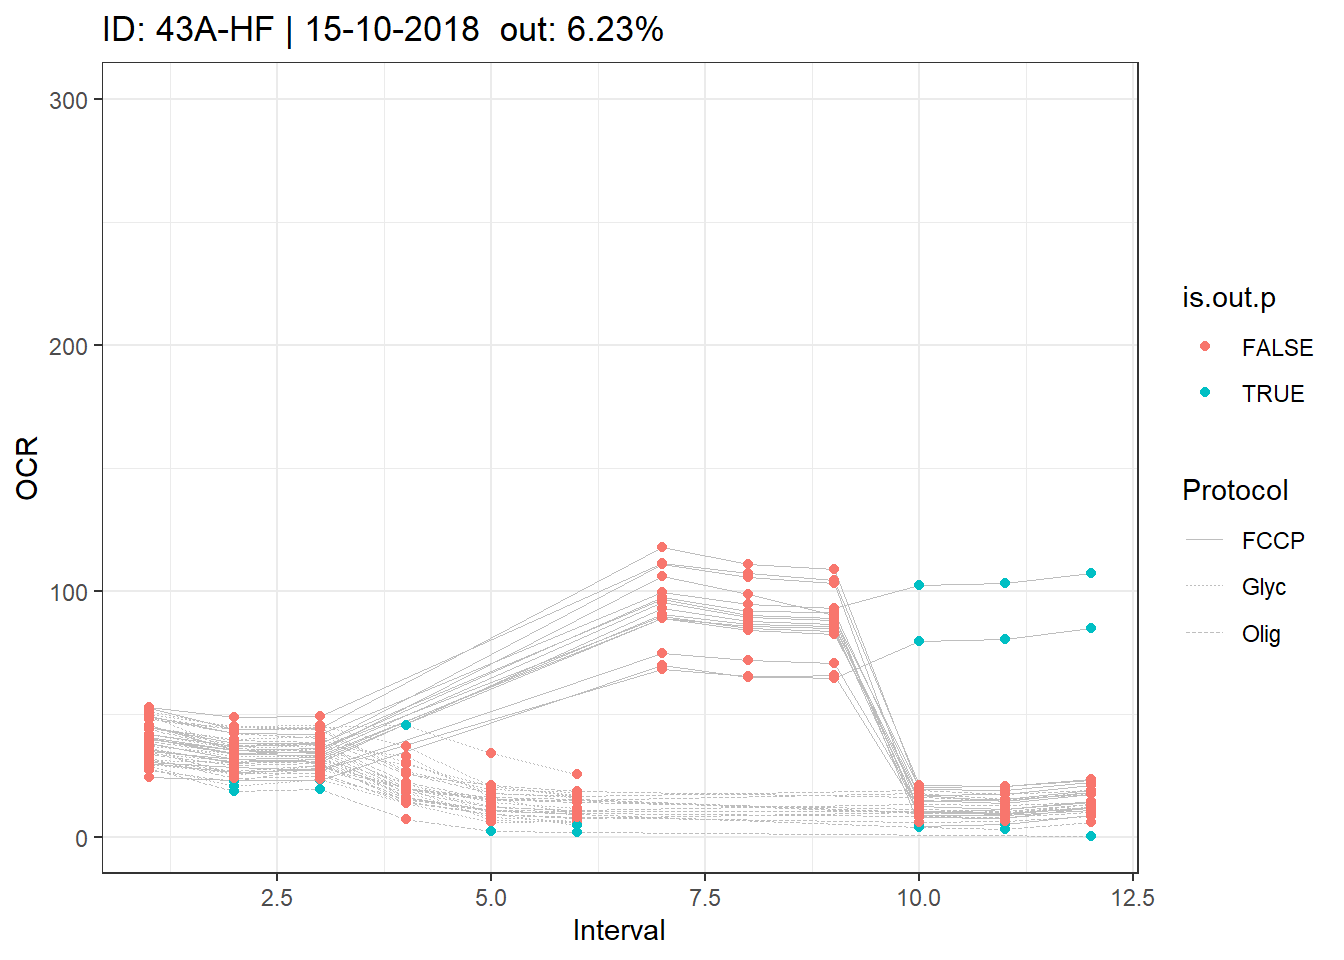 ID: 43A-HF | 15-10-2018  out: 6.23%
300
200
100
0
OCR
2.5
5.0
7.5
10.0
12.5
Interval
is.out.p
FALSE
TRUE
Protocol
FCCP
Glyc
Olig